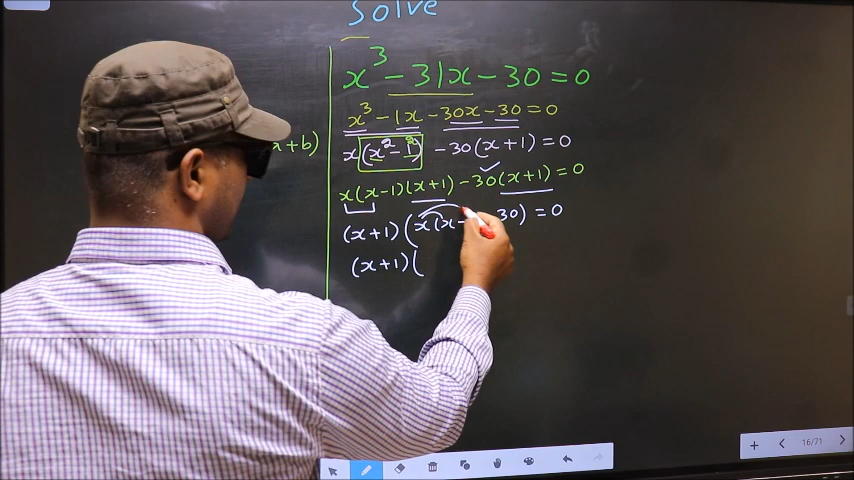 Solve
x³ - 31x - 30 = 0
x³ - 1x - 30x - 30 = 0
a + b)
x(x² - 1²) - 30(x+1) = 0
x(x-1)(x+1) - 30(x+1) = 0
(x+1)(x(x- 30) = 0
(x+1)(
16/71